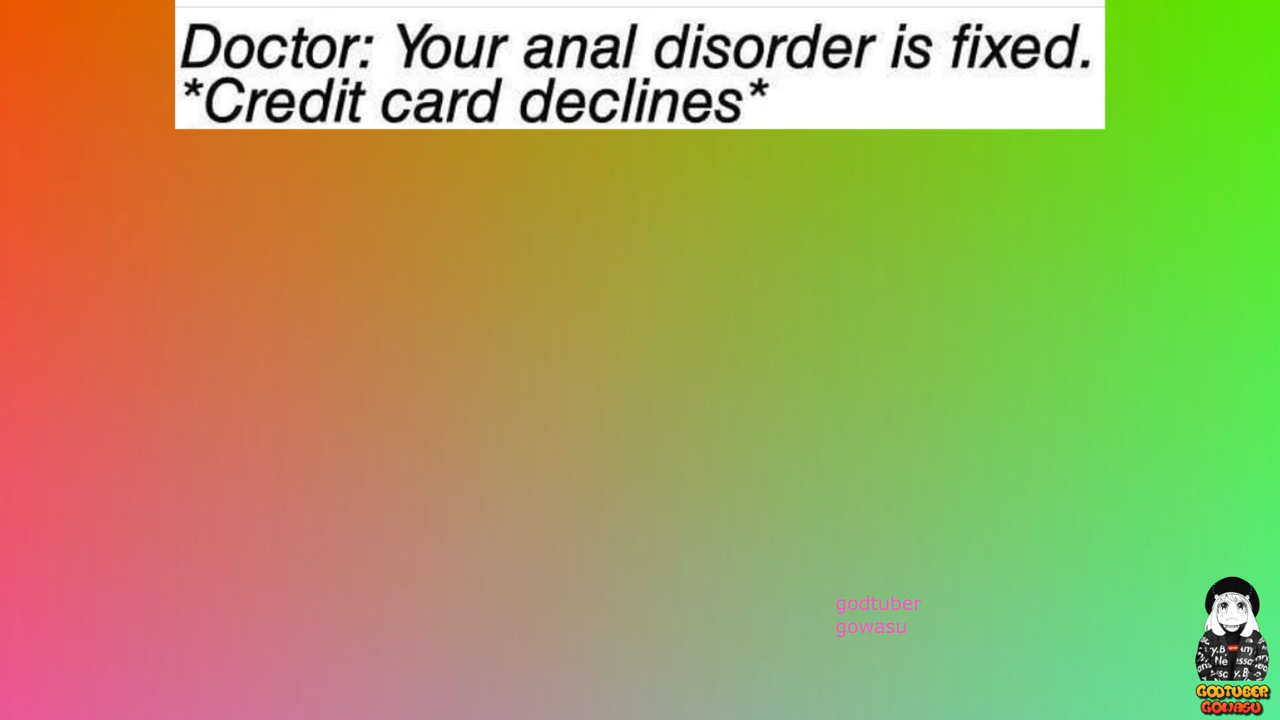 Doctor: Your anal disorder is fixed.
*Credit card declines*
godtuber
gowasu
GODTUBER
GOWASU